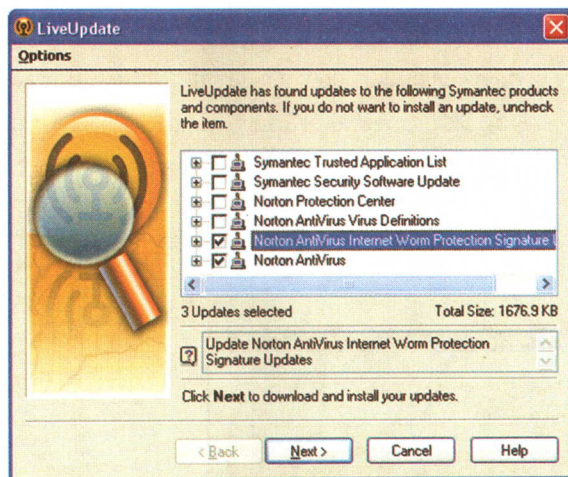 LiveUpdate
Options
LiveUpdate has found updates to the following Symantec products
and components. If you do not want to install an update, uncheck
the item.
Symantec Trusted Application List
Symantec Security Software Update
Norton Protection Center
Norton AntiVirus Virus Definitions
Norton AntiVirus Internet Worm Protection Signature
Norton AntiVirus
3 Updates selected Total Size: 1676.9 KB
Update Norton AntiVirus Internet Worm Protection
Signature Updates
Click Next to download and install your updates.
< Back Next > Cancel Help